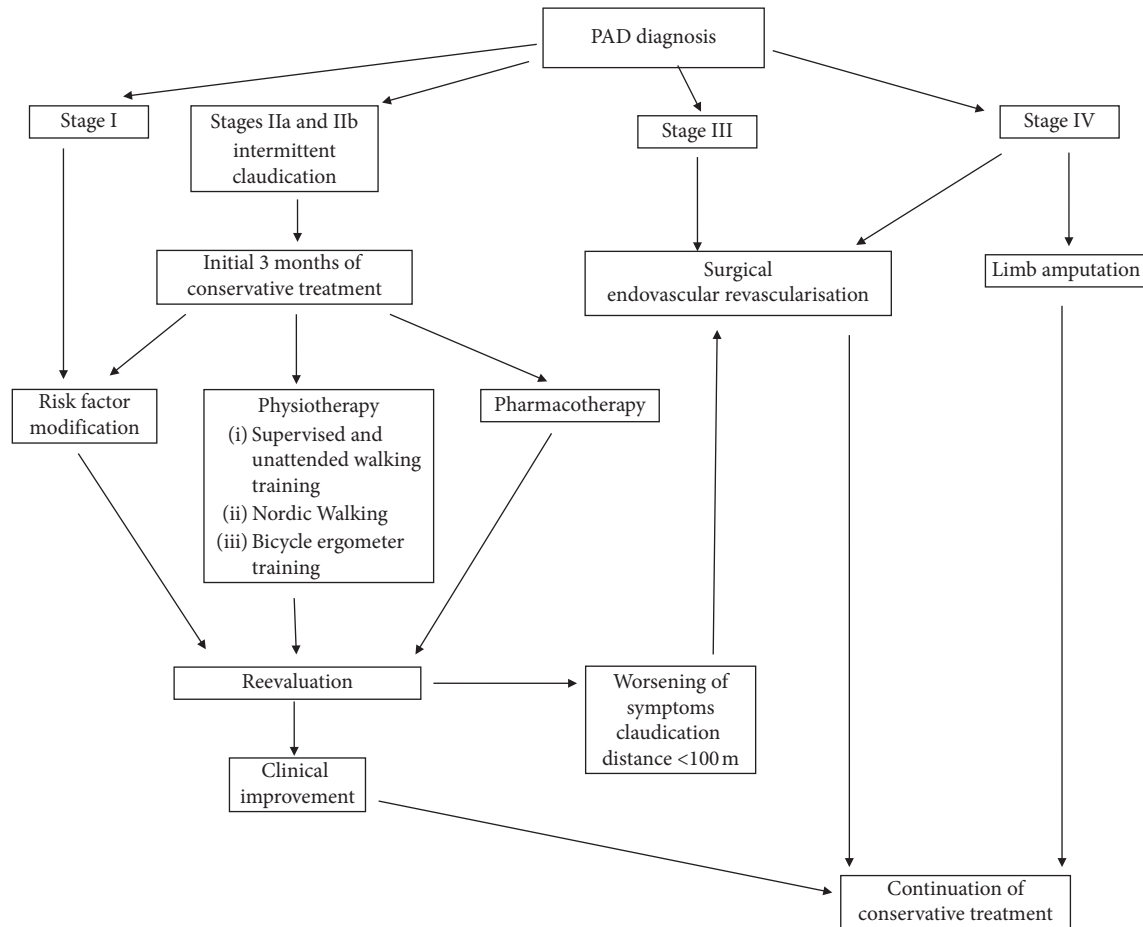 PAD diagnosis
Stage I
Stages IIa and IIb
intermittent
claudication
Stage III
Stage IV
Initial 3 months of
conservative treatment
Surgical
endovascular revascularisation
Limb amputation
Risk factor
modification
Physiotherapy
(i) Supervised and
unattended walking
training
(ii) Nordic Walking
(iii) Bicycle ergometer
training
Pharmacotherapy
Reevaluation
Worsening of
symptoms
claudication
distance <100 m
Clinical
improvement
Continuation of
conservative treatment